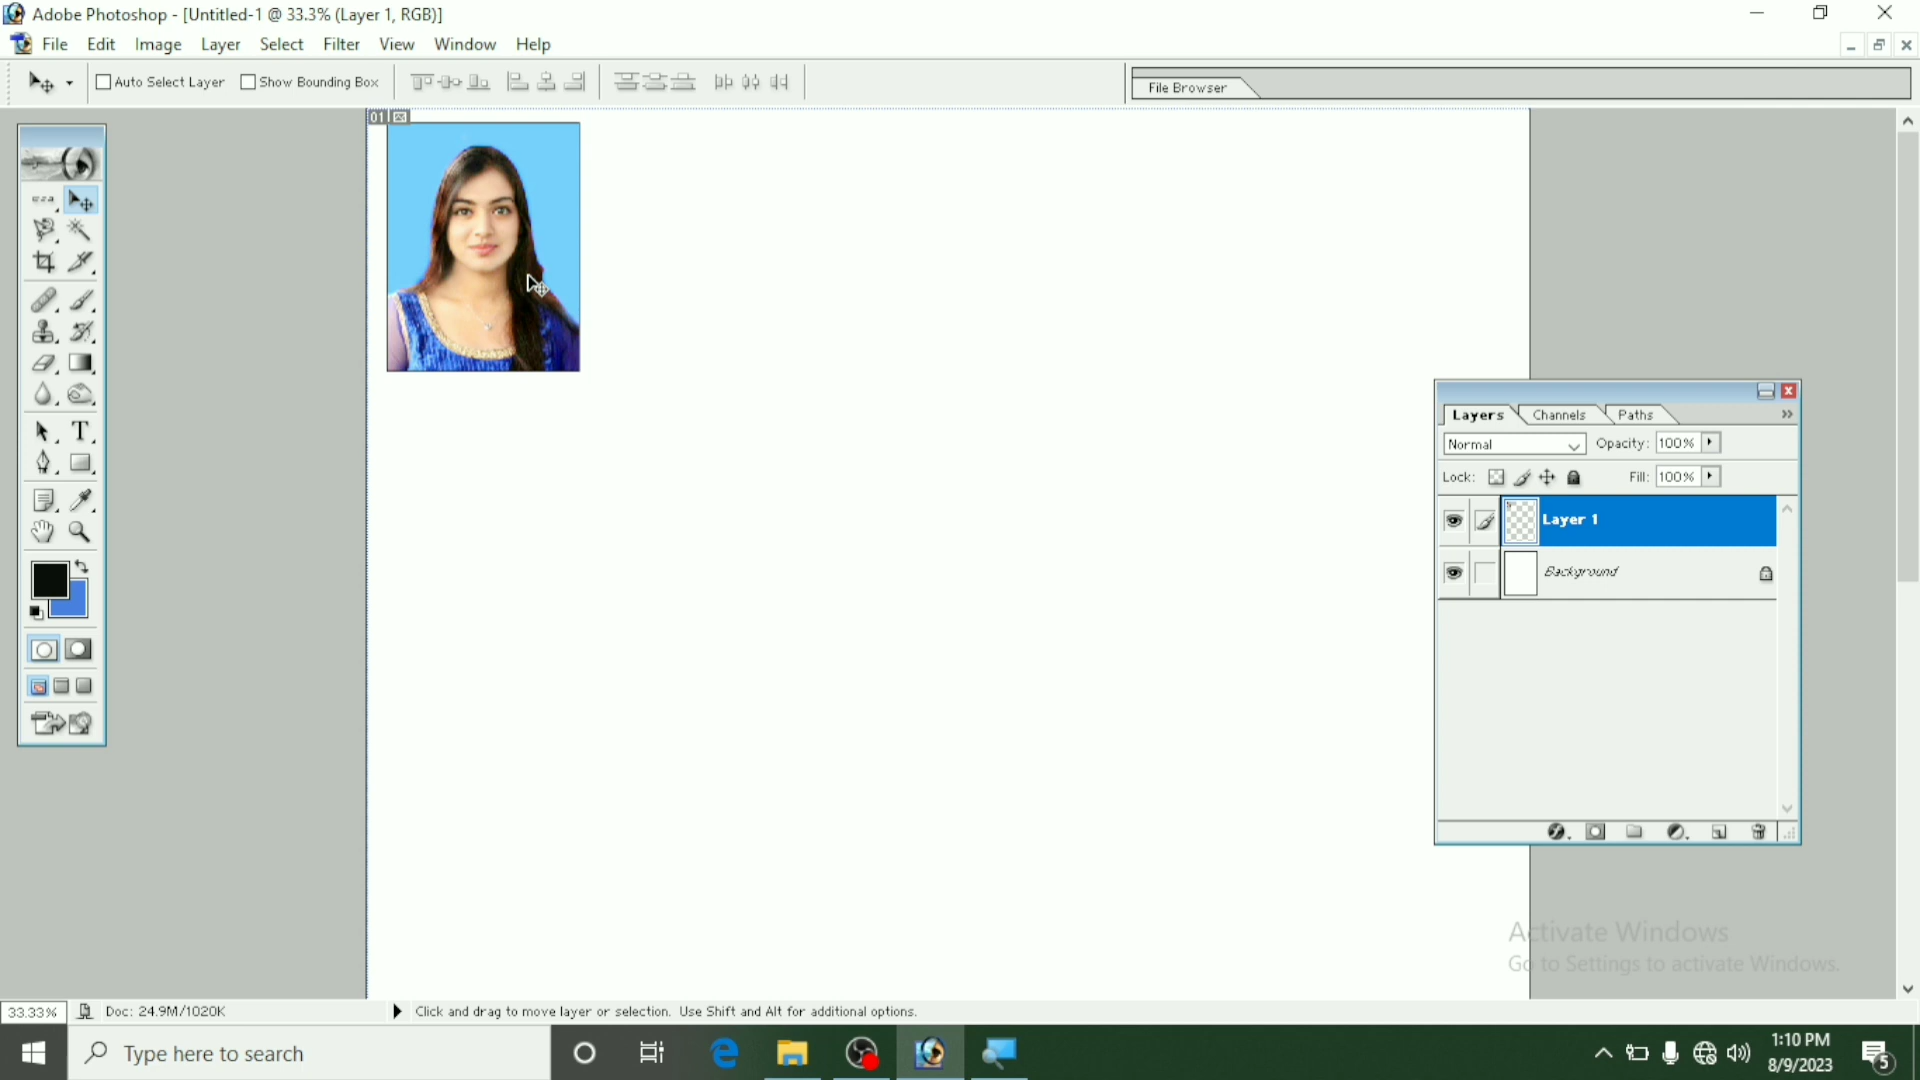 Adobe Photoshop - [Untitled-1 @ 33.3% (Layer 1, RGB)]
File Edit Image Layer Select Filter View Window Help
Auto Select Layer Show Bounding Box
File Browser
01
Layers Channels Paths
Normal Opacity: 100%
Lock: Fill: 100%
Layer 1
Background
Activate Windows
Go to Settings to activate Windows.
33.33% Doc: 24.9M/1020K Click and drag to move layer or selection. Use Shift and Alt for additional options.
Type here to search
1:10 PM
8/9/2023
5